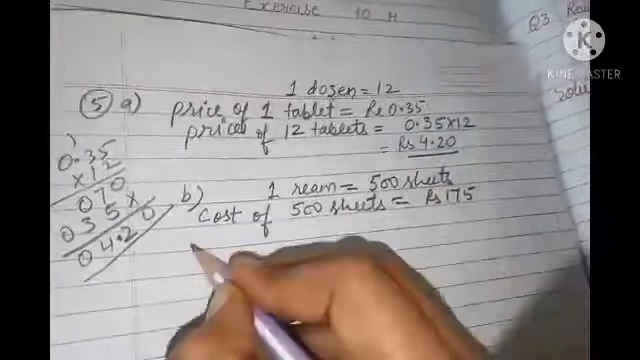 Exercise 10 H
Q3
KINEMASTER
1 dozen = 12
5 a) price of 1 tablet = Rs 0.35
price of 12 tablets = 0.35×12
= Rs 4.20
0.35
×12
070
035×
04.20
b) 1 ream = 500 sheets
Cost of 500 sheets = Rs 175